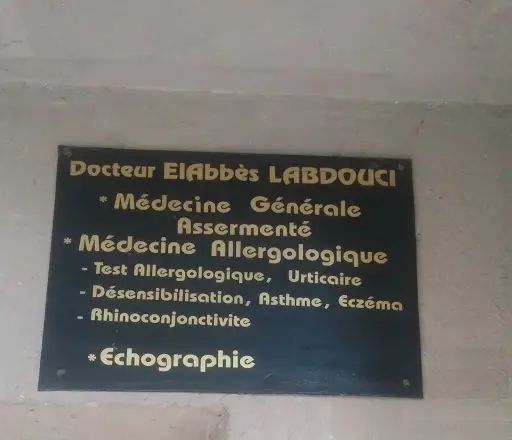 Docteur ElAbbès LABDOUCI
* Médecine Générale
Assermenté
* Médecine Allergologique
- Test Allergologique, Urticaire
- Désensibilisation, Asthme, Eczéma
- Rhinoconjonctivite
* Echographie